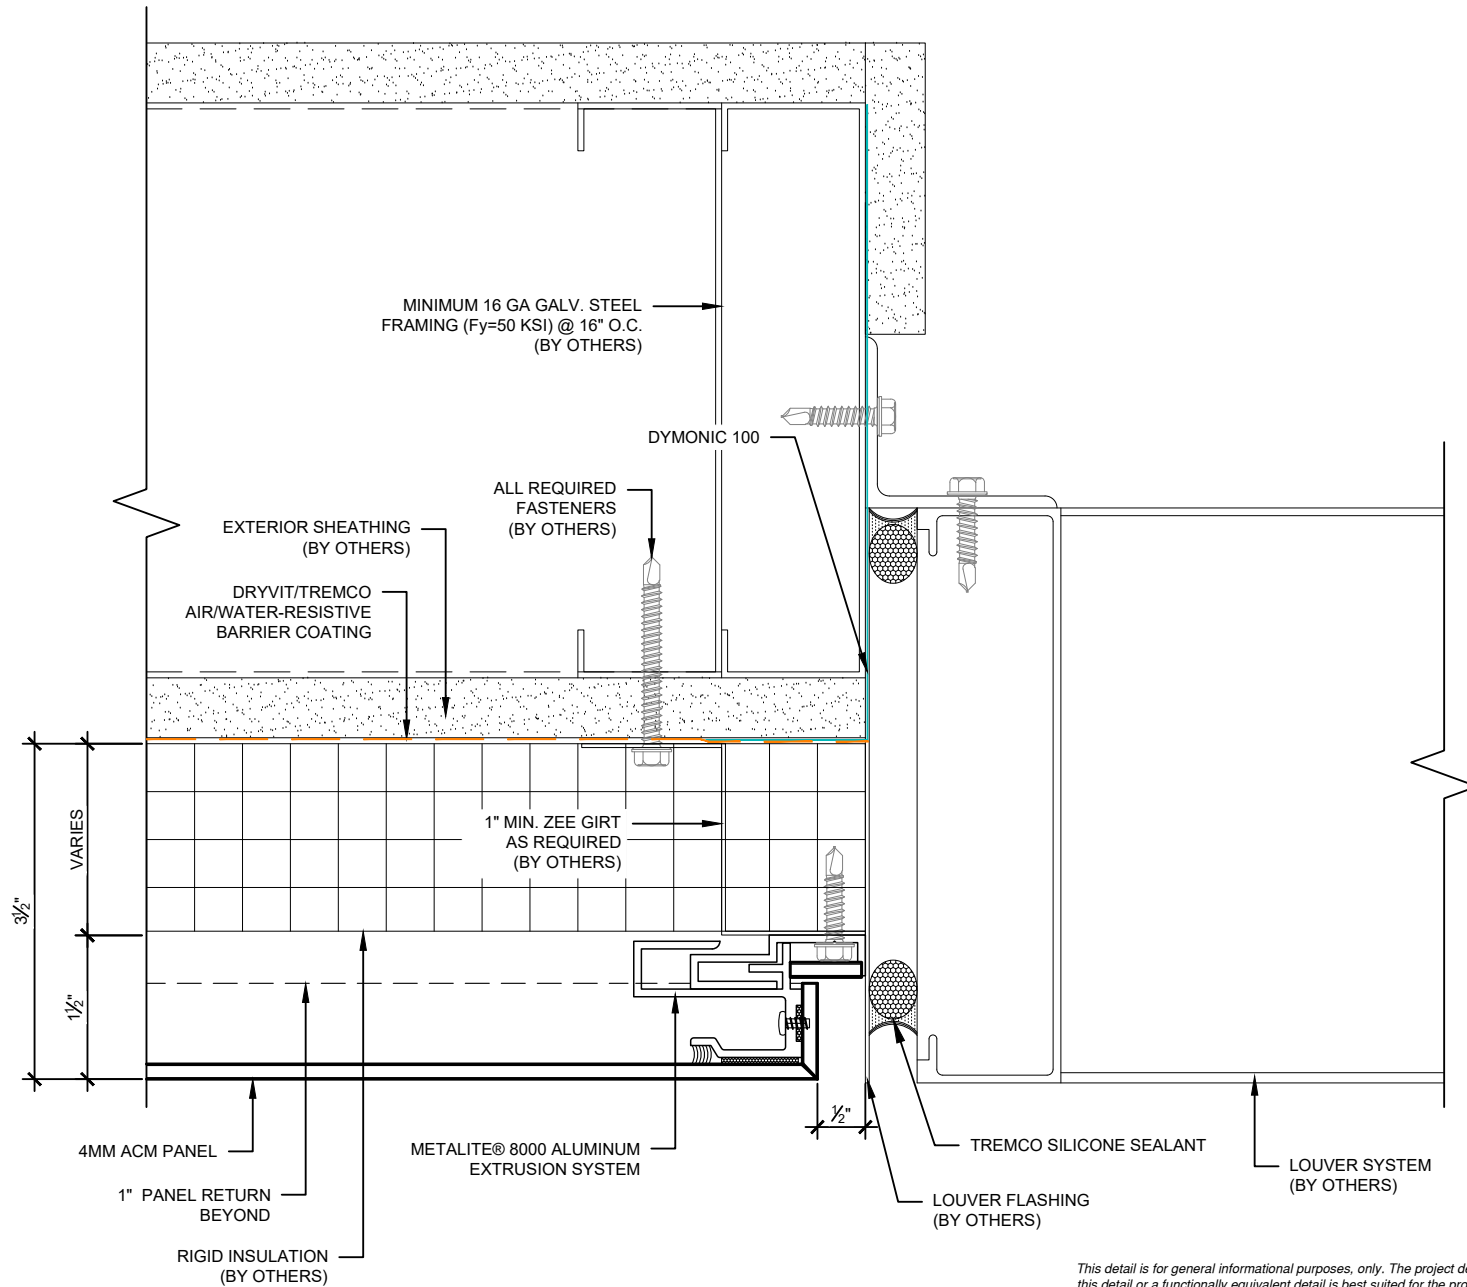 MINIMUM 16 GA GALV. STEEL
FRAMING (Fy=50 KSI) @ 16" O.C.
(BY OTHERS)
DYMONIC 100
ALL REQUIRED
FASTENERS
(BY OTHERS)
EXTERIOR SHEATHING
(BY OTHERS)
DRYVIT/TREMCO
AIR/WATER-RESISTIVE
BARRIER COATING
1" MIN. ZEE GIRT
AS REQUIRED
(BY OTHERS)
VARIES
3½"
1½"
½"
4MM ACM PANEL
1" PANEL RETURN
BEYOND
RIGID INSULATION
(BY OTHERS)
METALITE® 8000 ALUMINUM
EXTRUSION SYSTEM
TREMCO SILICONE SEALANT
LOUVER SYSTEM
(BY OTHERS)
LOUVER FLASHING
(BY OTHERS)
This detail is for general informational purposes, only. The project de
this detail or a functionally equivalent detail is best suited for the pro